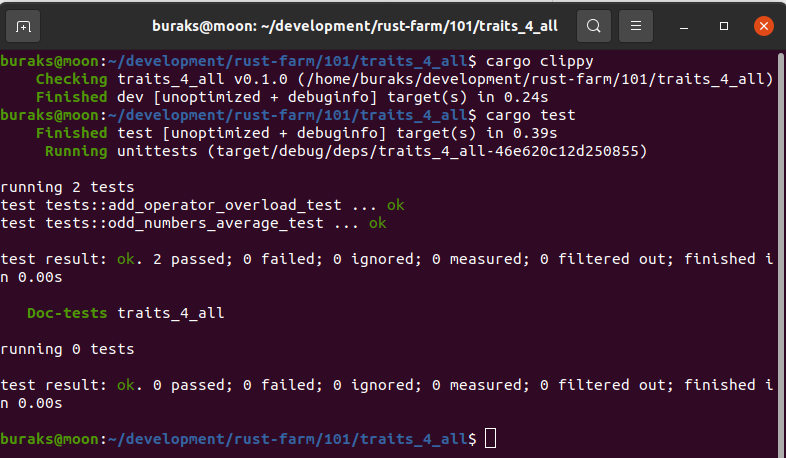 buraks@moon: ~/development/rust-farm/101/traits_4_all
buraks@moon:~/development/rust-farm/101/traits_4_all$ cargo clippy
    Checking traits_4_all v0.1.0 (/home/buraks/development/rust-farm/101/traits_4_all)
    Finished dev [unoptimized + debuginfo] target(s) in 0.24s
buraks@moon:~/development/rust-farm/101/traits_4_all$ cargo test
    Finished test [unoptimized + debuginfo] target(s) in 0.39s
     Running unittests (target/debug/deps/traits_4_all-46e620c12d250855)
running 2 tests
test tests::add_operator_overload_test ... ok
test tests::odd_numbers_average_test ... ok
test result: ok. 2 passed; 0 failed; 0 ignored; 0 measured; 0 filtered out; finished i
n 0.00s
   Doc-tests traits_4_all
running 0 tests
test result: ok. 0 passed; 0 failed; 0 ignored; 0 measured; 0 filtered out; finished i
n 0.00s
buraks@moon:~/development/rust-farm/101/traits_4_all$